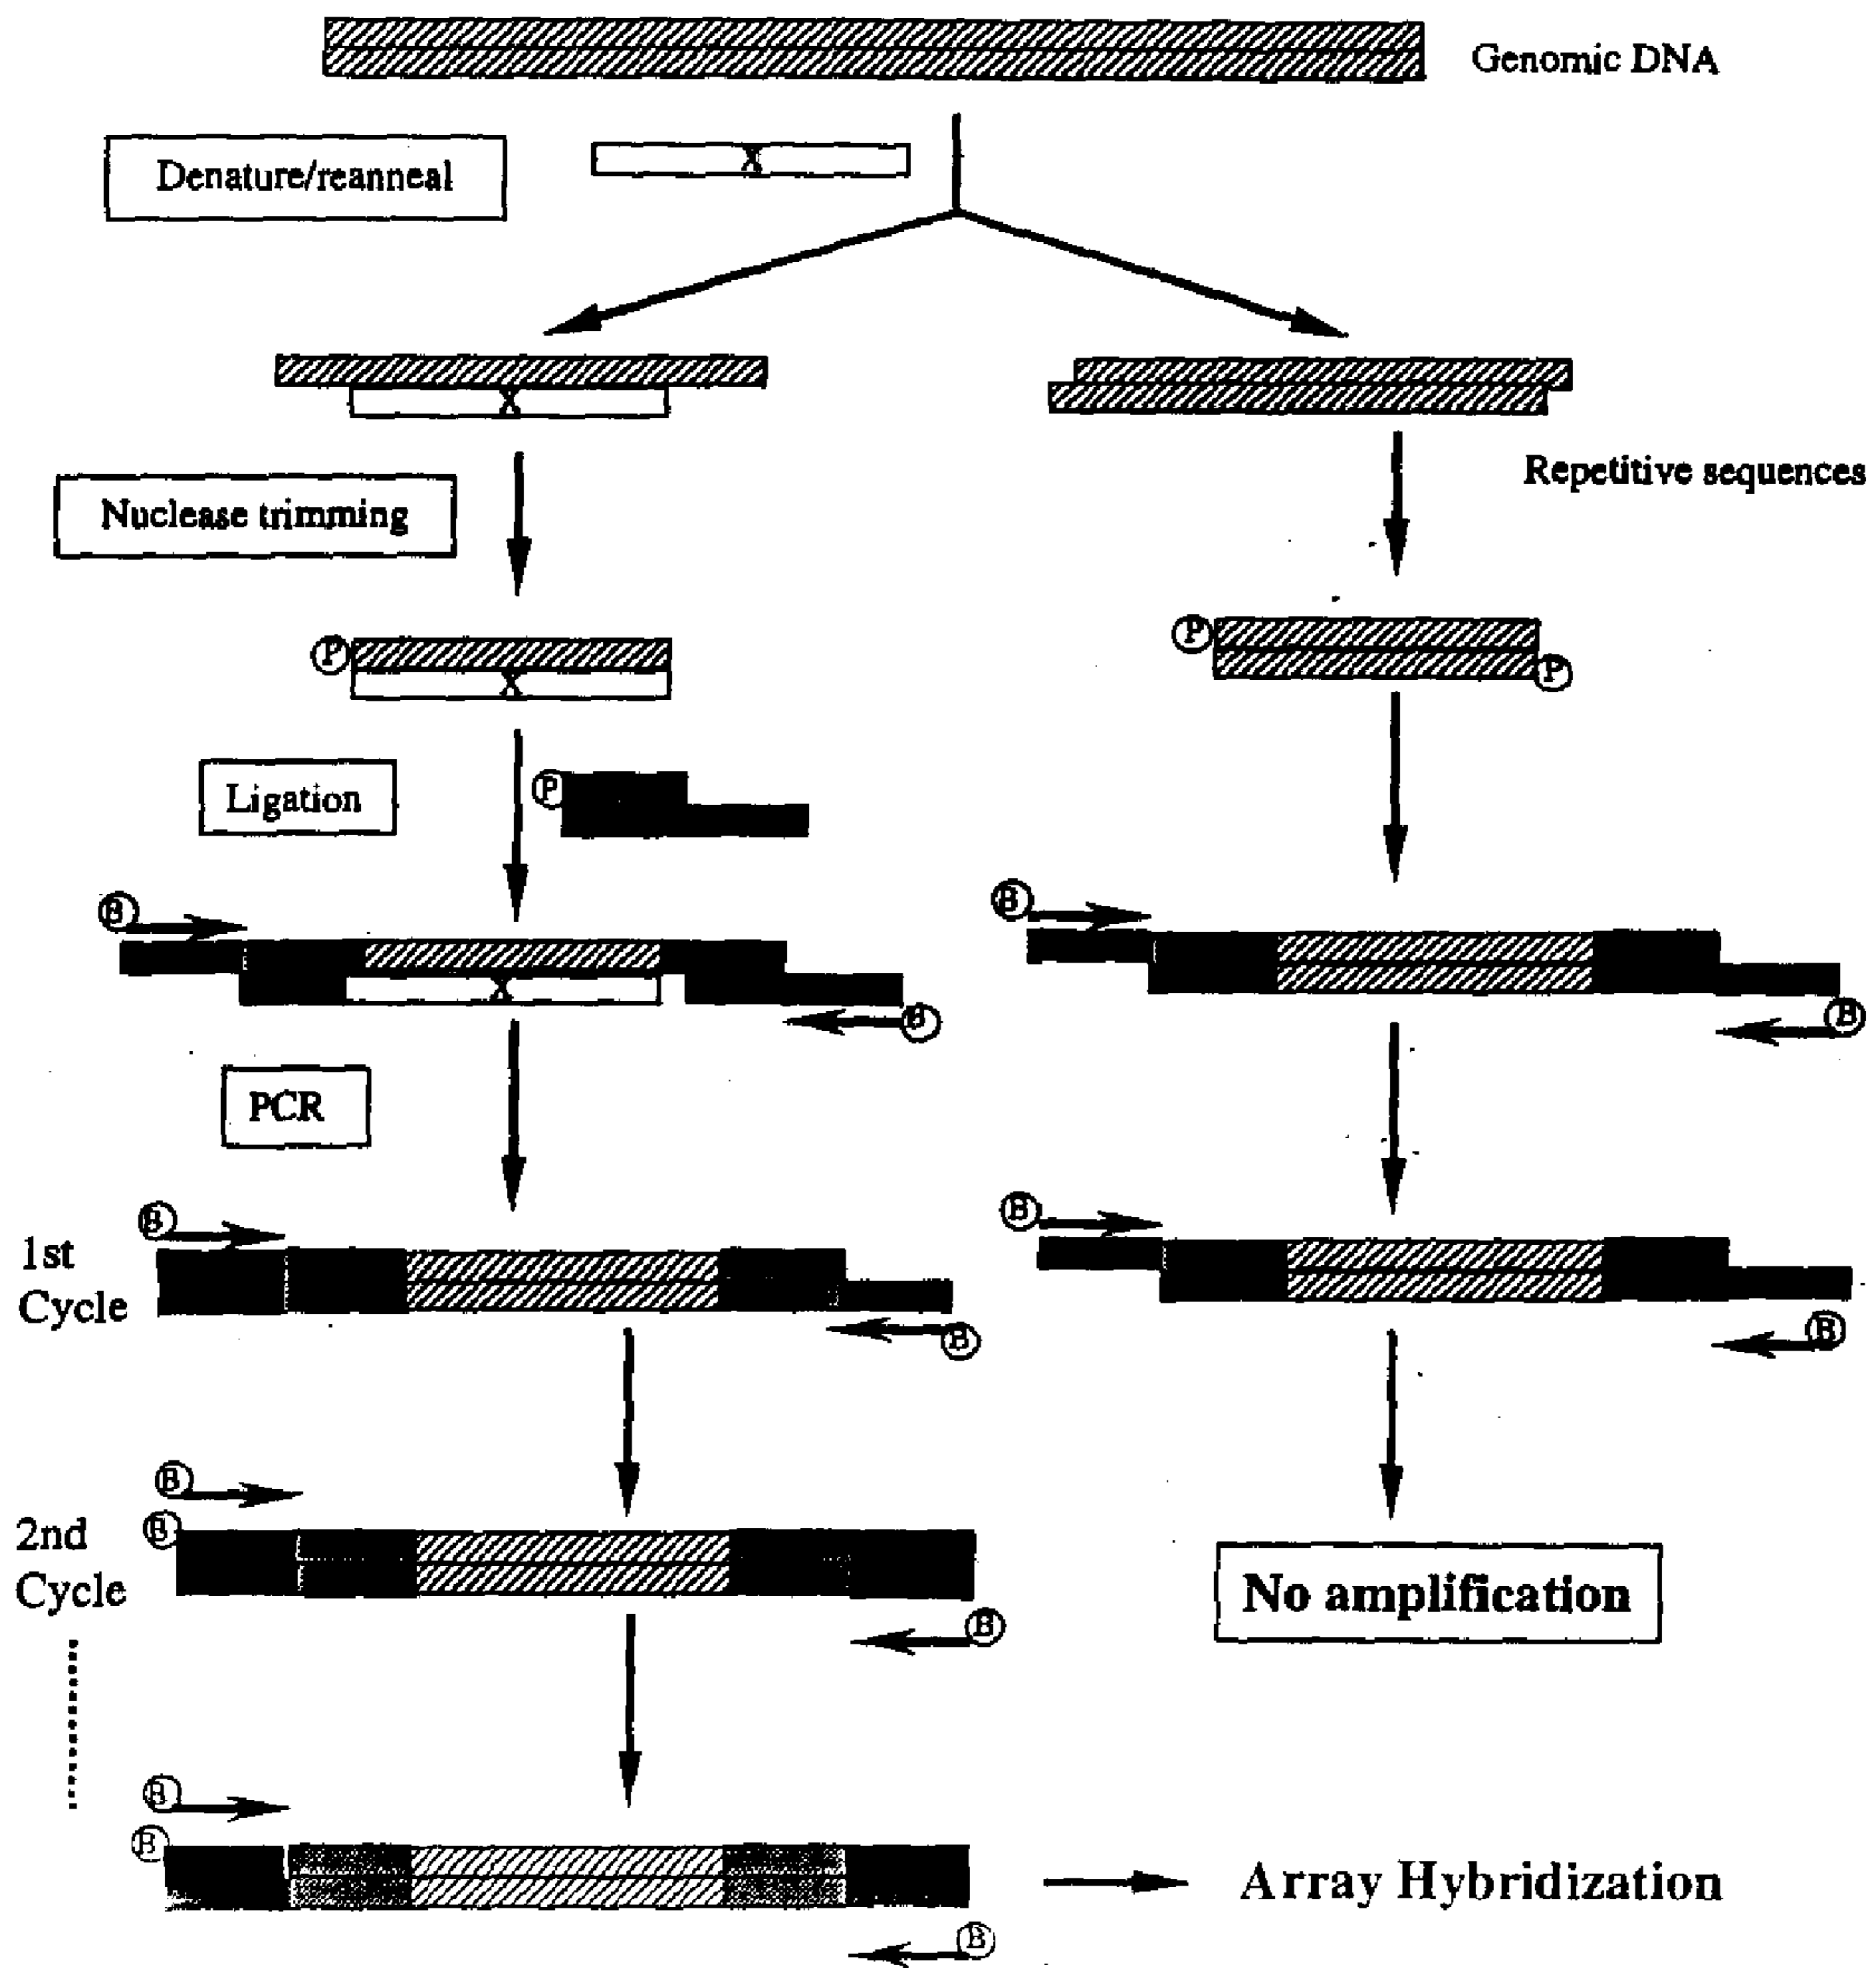 Genomic DNA
Denature/reanneal
X
X
Repetitive sequences
Nuclease trimming
P
P
P
X
Ligation
P
B
B
X
B
B
PCR
B
B
1st
Cycle
B
B
B
2nd
Cycle
B
No amplification
B
B
B
Array Hybridization
B